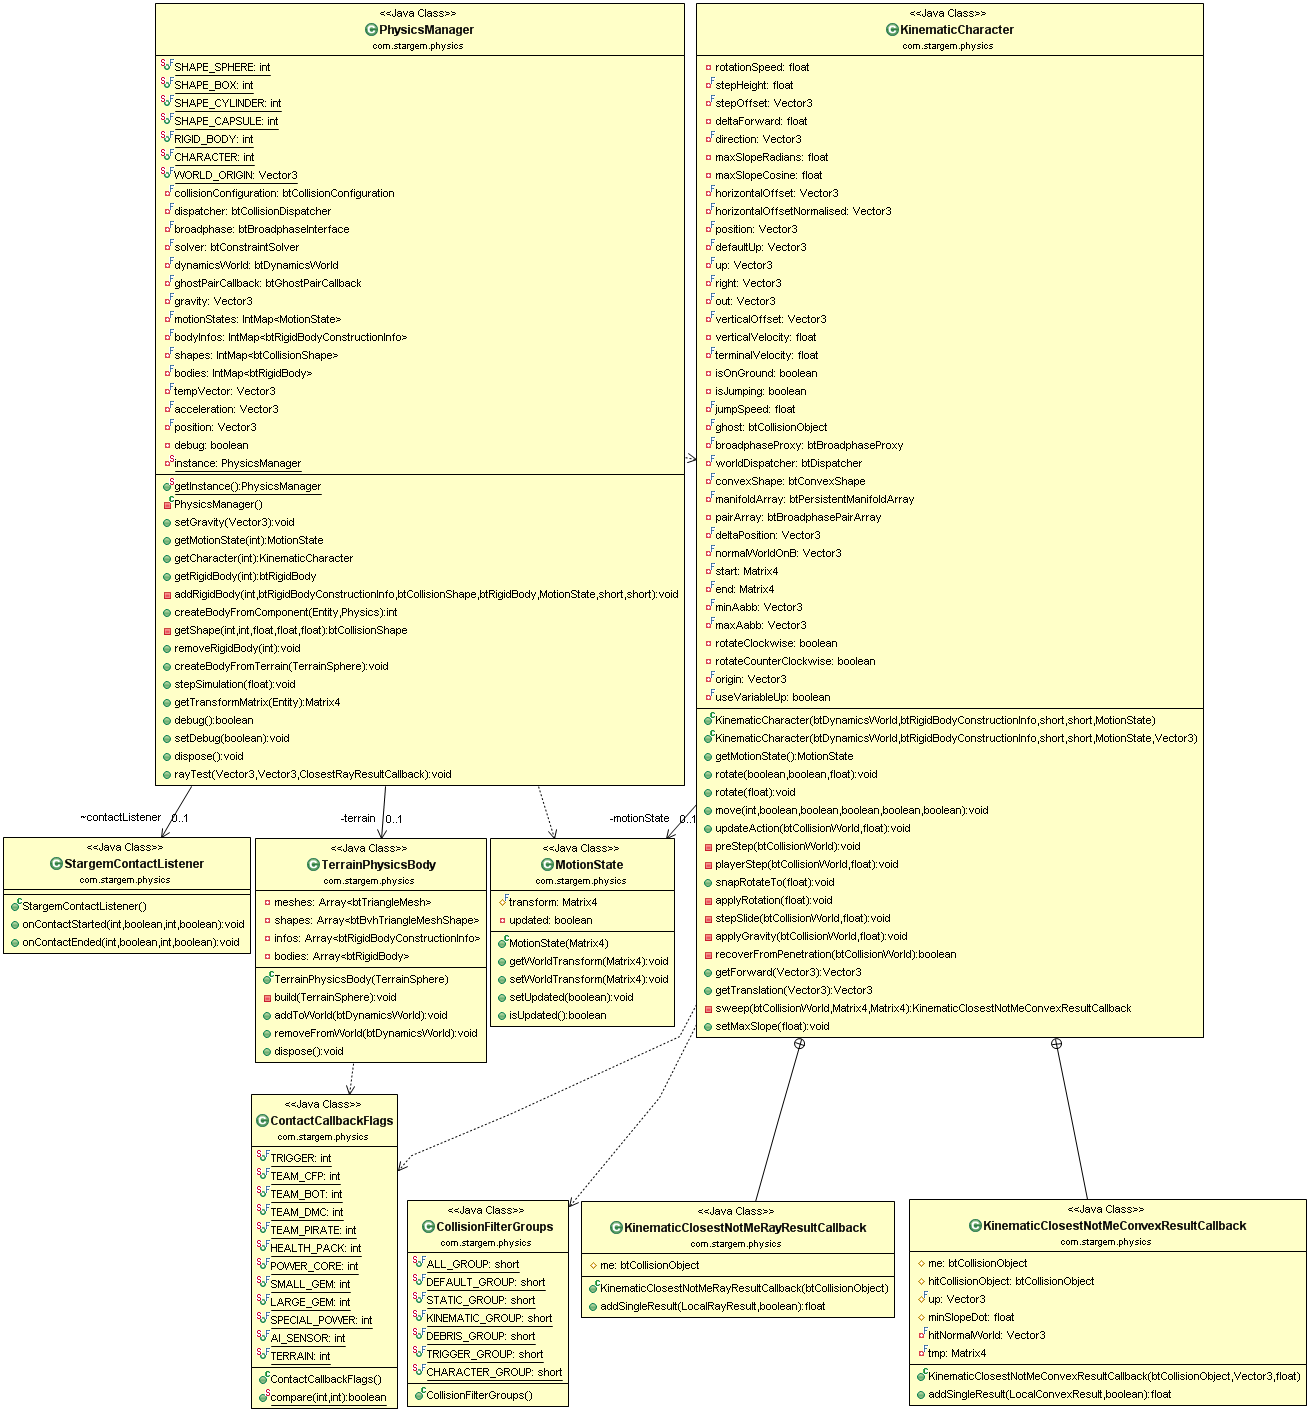 <<Java Class>>
PhysicsManager
com.stargem.physics
SHAPE_SPHERE: int
SHAPE_BOX: int
SHAPE_CYLINDER: int
SHAPE_CAPSULE: int
RIGID_BODY: int
CHARACTER: int
WORLD_ORIGIN: Vector3
collisionConfiguration: btCollisionConfiguration
dispatcher: btCollisionDispatcher
broadphase: btBroadphaseInterface
solver: btConstraintSolver
dynamicsWorld: btDynamicsWorld
ghostPairCallback: btGhostPairCallback
gravity: Vector3
motionStates: IntMap<MotionState>
bodyInfos: IntMap<btRigidBodyConstructionInfo>
shapes: IntMap<btCollisionShape>
bodies: IntMap<btRigidBody>
tempVector: Vector3
acceleration: Vector3
position: Vector3
debug: boolean
instance: PhysicsManager
getInstance():PhysicsManager
PhysicsManager()
setGravity(Vector3):void
getMotionState(int):MotionState
getCharacter(int):KinematicCharacter
getRigidBody(int):btRigidBody
addRigidBody(int,btRigidBodyConstructionInfo,btCollisionShape,btRigidBody,MotionState,short,short):void
createBodyFromComponent(Entity,Physics):int
getShape(int,int,float,float,float):btCollisionShape
removeRigidBody(int):void
createBodyFromTerrain(TerrainSphere):void
stepSimulation(float):void
getTransformMatrix(Entity):Matrix4
debug():boolean
setDebug(boolean):void
dispose():void
rayTest(Vector3,Vector3,ClosestRayResultCallback):void
<<Java Class>>
KinematicCharacter
com.stargem.physics
rotationSpeed: float
stepHeight: float
stepOffset: Vector3
deltaForward: float
direction: Vector3
maxSlopeRadians: float
maxSlopeCosine: float
horizontalOffset: Vector3
horizontalOffsetNormalised: Vector3
position: Vector3
defaultUp: Vector3
up: Vector3
right: Vector3
out: Vector3
verticalOffset: Vector3
verticalVelocity: float
terminalVelocity: float
isOnGround: boolean
isJumping: boolean
jumpSpeed: float
ghost: btCollisionObject
broadphaseProxy: btBroadphaseProxy
worldDispatcher: btDispatcher
convexShape: btConvexShape
manifoldArray: btPersistentManifoldArray
pairArray: btBroadphasePairArray
deltaPosition: Vector3
normalWorldOnB: Vector3
start: Matrix4
end: Matrix4
minAabb: Vector3
maxAabb: Vector3
rotateClockwise: boolean
rotateCounterClockwise: boolean
origin: Vector3
useVariableUp: boolean
KinematicCharacter(btDynamicsWorld,btRigidBodyConstructionInfo,short,short,MotionState)
KinematicCharacter(btDynamicsWorld,btRigidBodyConstructionInfo,short,short,MotionState,Vector3)
getMotionState():MotionState
rotate(boolean,boolean,float):void
rotate(float):void
move(int,boolean,boolean,boolean,boolean,boolean):void
updateAction(btCollisionWorld,float):void
preStep(btCollisionWorld):void
playerStep(btCollisionWorld,float):void
snapRotateTo(float):void
applyRotation(float):void
stepSlide(btCollisionWorld,float):void
applyGravity(btCollisionWorld,float):void
recoverFromPenetration(btCollisionWorld):boolean
getForward(Vector3):Vector3
getTranslation(Vector3):Vector3
sweep(btCollisionWorld,Matrix4,Matrix4):KinematicClosestNotMeConvexResultCallback
setMaxSlope(float):void
~contactListener 0..1
-terrain 0..1
-motionState 0..1
<<Java Class>>
StargemContactListener
com.stargem.physics
StargemContactListener()
onContactStarted(int,boolean,int,boolean):void
onContactEnded(int,boolean,int,boolean):void
<<Java Class>>
TerrainPhysicsBody
com.stargem.physics
meshes: Array<btTriangleMesh>
shapes: Array<btBvhTriangleMeshShape>
infos: Array<btRigidBodyConstructionInfo>
bodies: Array<btRigidBody>
TerrainPhysicsBody(TerrainSphere)
build(TerrainSphere):void
addToWorld(btDynamicsWorld):void
removeFromWorld(btDynamicsWorld):void
dispose():void
<<Java Class>>
MotionState
com.stargem.physics
transform: Matrix4
updated: boolean
MotionState(Matrix4)
getWorldTransform(Matrix4):void
setWorldTransform(Matrix4):void
setUpdated(boolean):void
isUpdated():boolean
<<Java Class>>
ContactCallbackFlags
com.stargem.physics
TRIGGER: int
TEAM_CFP: int
TEAM_BOT: int
TEAM_DMC: int
TEAM_PIRATE: int
HEALTH_PACK: int
POWER_CORE: int
SMALL_GEM: int
LARGE_GEM: int
SPECIAL_POWER: int
AI_SENSOR: int
TERRAIN: int
ContactCallbackFlags()
compare(int,int):boolean
<<Java Class>>
CollisionFilterGroups
com.stargem.physics
ALL_GROUP: short
DEFAULT_GROUP: short
STATIC_GROUP: short
KINEMATIC_GROUP: short
DEBRIS_GROUP: short
TRIGGER_GROUP: short
CHARACTER_GROUP: short
CollisionFilterGroups()
<<Java Class>>
KinematicClosestNotMeRayResultCallback
com.stargem.physics
me: btCollisionObject
KinematicClosestNotMeRayResultCallback(btCollisionObject)
addSingleResult(LocalRayResult,boolean):float
<<Java Class>>
KinematicClosestNotMeConvexResultCallback
com.stargem.physics
me: btCollisionObject
hitCollisionObject: btCollisionObject
up: Vector3
minSlopeDot: float
hitNormalWorld: Vector3
tmp: Matrix4
KinematicClosestNotMeConvexResultCallback(btCollisionObject,Vector3,float)
addSingleResult(LocalConvexResult,boolean):float